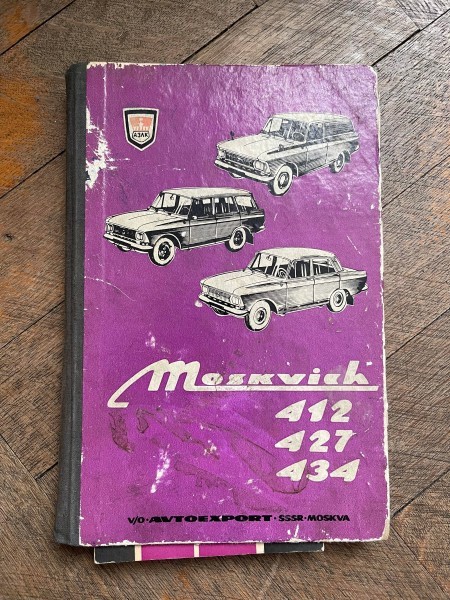 АЗЛК
Moskvich
412
427
434
V/O · AVTOEXPORT · SSSR · MOSKVA